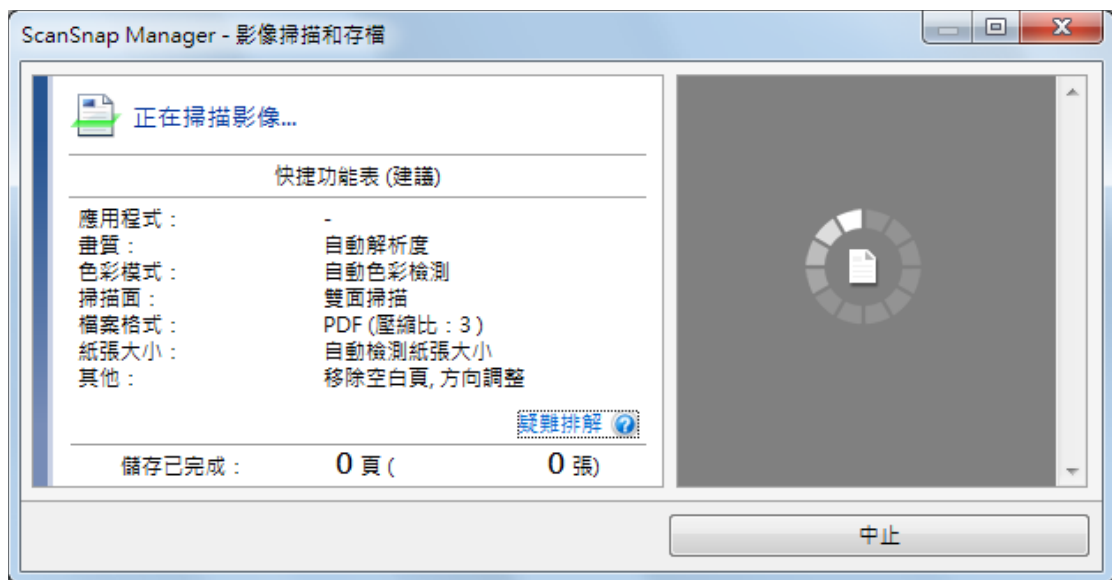 ScanSnap Manager - 影像掃描和存檔
正在掃描影像...
快捷功能表 (建議)
應用程式： -
畫質： 自動解析度
色彩模式： 自動色彩檢測
掃描面： 雙面掃描
檔案格式： PDF (壓縮比：3 )
紙張大小： 自動檢測紙張大小
其他： 移除空白頁, 方向調整
疑難排解
儲存已完成： 0 頁 ( 0 張)
中止